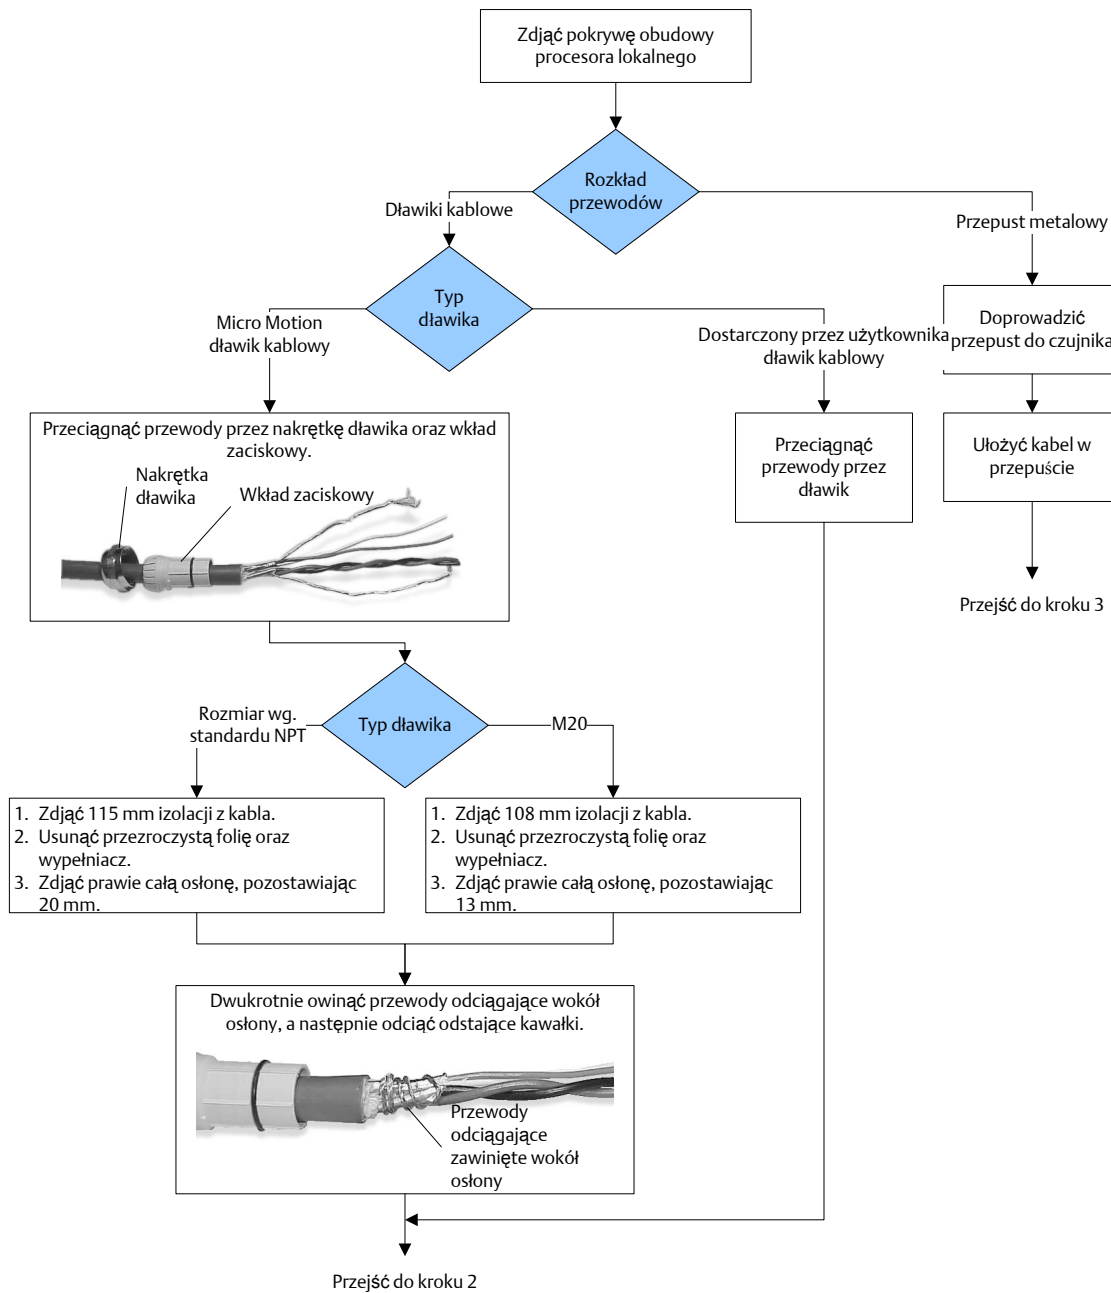 Zdjąć pokrywę obudowy
procesora lokalnego
Rozkład
przewodów
Dławiki kablowe
Przepust metalowy
Typ
dławika
Micro Motion
dławik kablowy
Dostarczony przez użytkownika
dławik kablowy
Doprowadzić
przepust do czujnika
Przeciągnąć przewody przez nakrętkę dławika oraz wkład
zaciskowy.
Nakrętka
dławika
Wkład zaciskowy
Przeciągnąć
przewody przez
dławik
Ułożyć kabel w
przepuście
Przejść do kroku 3
Rozmiar wg.
standardu NPT
Typ dławika
M20
1. Zdjąć 115 mm izolacji z kabla.
2. Usunąć przezroczystą folię oraz
wypełniacz.
3. Zdjąć prawie całą osłonę, pozostawiając
20 mm.
1. Zdjąć 108 mm izolacji z kabla.
2. Usunąć przezroczystą folię oraz
wypełniacz.
3. Zdjąć prawie całą osłonę, pozostawiając
13 mm.
Dwukrotnie owinąć przewody odciągające wokół
osłony, a następnie odciąć odstające kawałki.
Przewody
odciągające
zawinięte wokół
osłony
Przejść do kroku 2